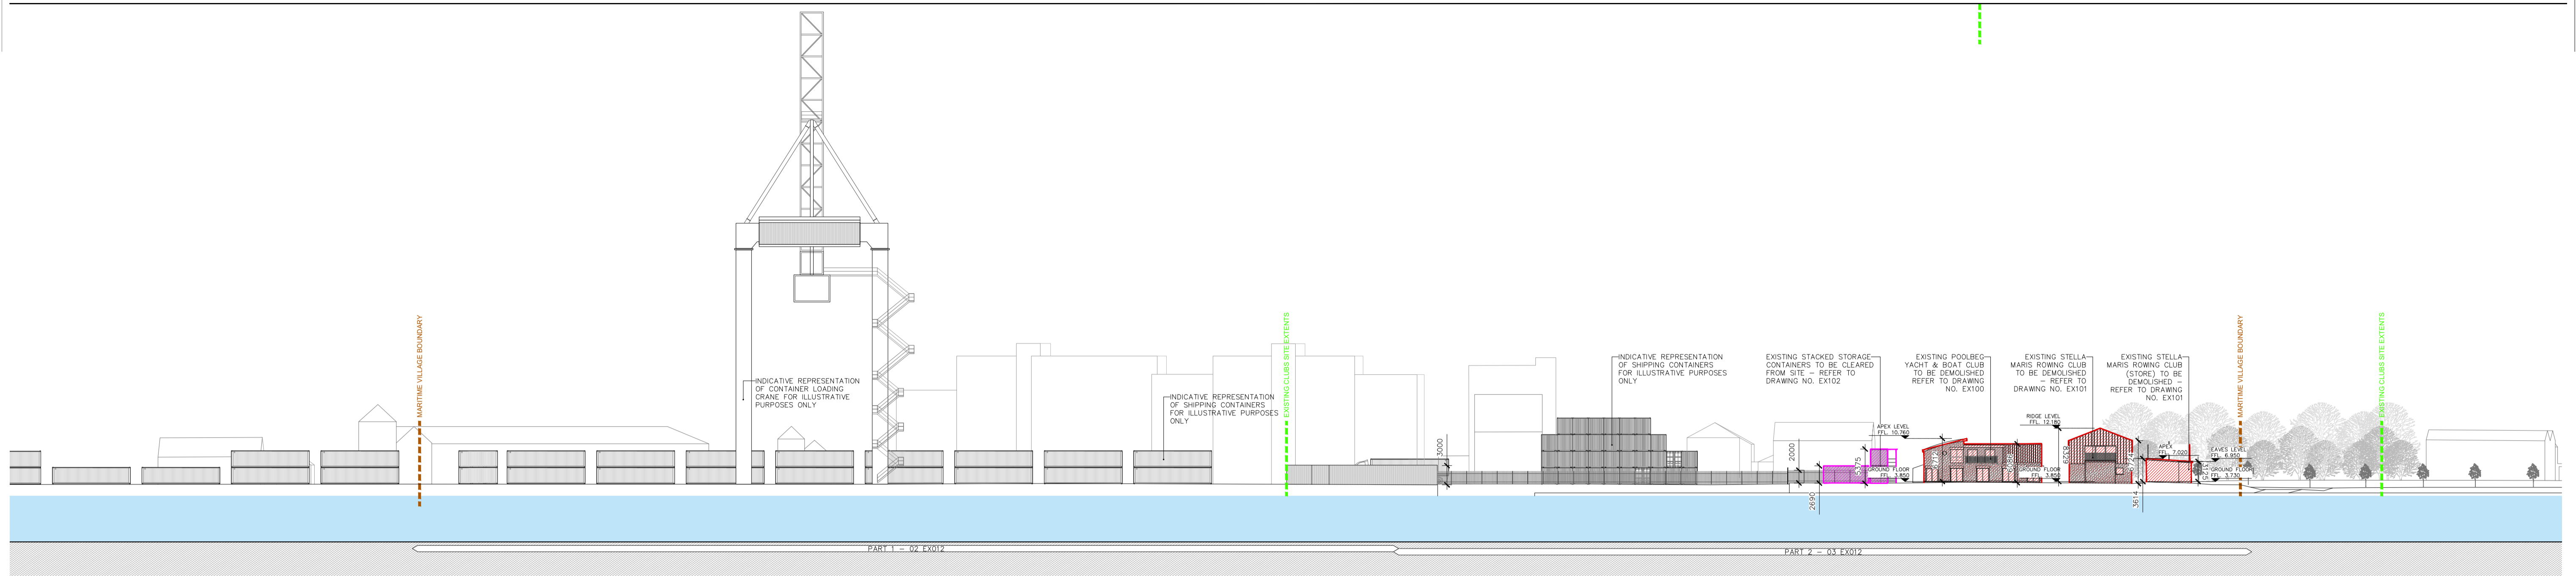 MARITIME VILLAGE BOUNDARY
INDICATIVE REPRESENTATION
OF CONTAINER LOADING
CRANE FOR ILLUSTRATIVE
PURPOSES ONLY
INDICATIVE REPRESENTATION
OF SHIPPING CONTAINERS
FOR ILLUSTRATIVE PURPOSES
ONLY
EXISTING CLUBS SITE EXTENTS
3000
INDICATIVE REPRESENTATION
OF SHIPPING CONTAINERS
FOR ILLUSTRATIVE PURPOSES
ONLY
2000
2690
EXISTING STACKED STORAGE
CONTAINERS TO BE CLEARED
FROM SITE – REFER TO
DRAWING NO. EX102
5375
APEX LEVEL
FFL. 10.760
GROUND FLOOR
FFL. 3.850
EXISTING POOLBEG
YACHT & BOAT CLUB
TO BE DEMOLISHED
REFER TO DRAWING
NO. EX100
6712
GROUND FLOOR
FFL. 3.850
RIDGE LEVEL
FFL. 12.180
8329
EXISTING STELLA
MARIS ROWING CLUB
TO BE DEMOLISHED
– REFER TO
DRAWING NO. EX101
EXISTING STELLA
MARIS ROWING CLUB
(STORE) TO BE
DEMOLISHED –
REFER TO DRAWING
NO. EX101
3614
APEX
FFL. 7.020
EAVES LEVEL
FFL. 6.950
GROUND FLOOR
FFL. 3.730
3125
MARITIME VILLAGE BOUNDARY
EXISTING CLUBS SITE EXTENTS
PART 1 – 02 EX012
PART 2 – 03 EX012